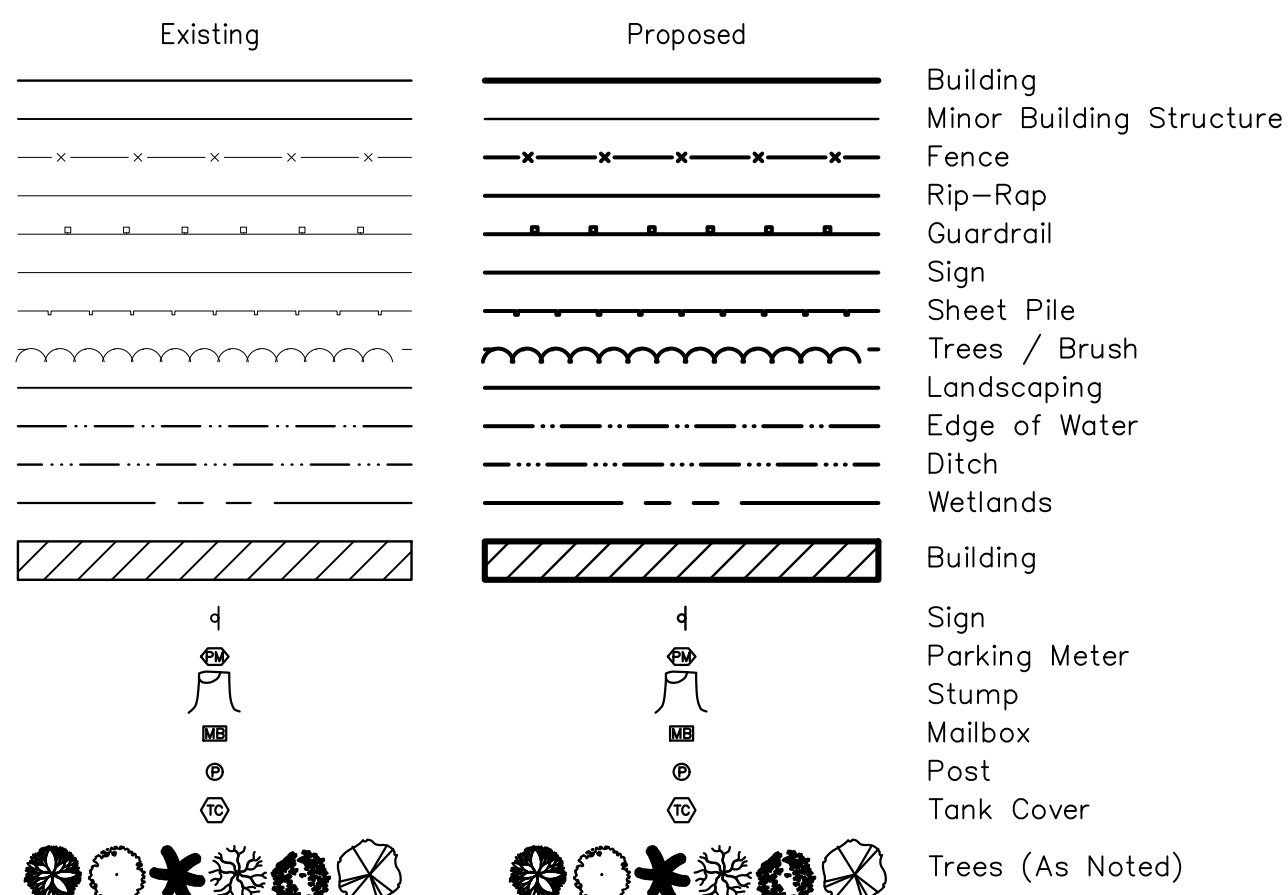 Existing Proposed
Building
Minor Building Structure
× × × × × × × × × × Fence
Rip-Rap
Guardrail
Sign
Sheet Pile
Trees / Brush
Landscaping
Edge of Water
Ditch
Wetlands
Building
Sign
PM PM Parking Meter
Stump
MB MB Mailbox
P P Post
TC TC Tank Cover
Trees (As Noted)